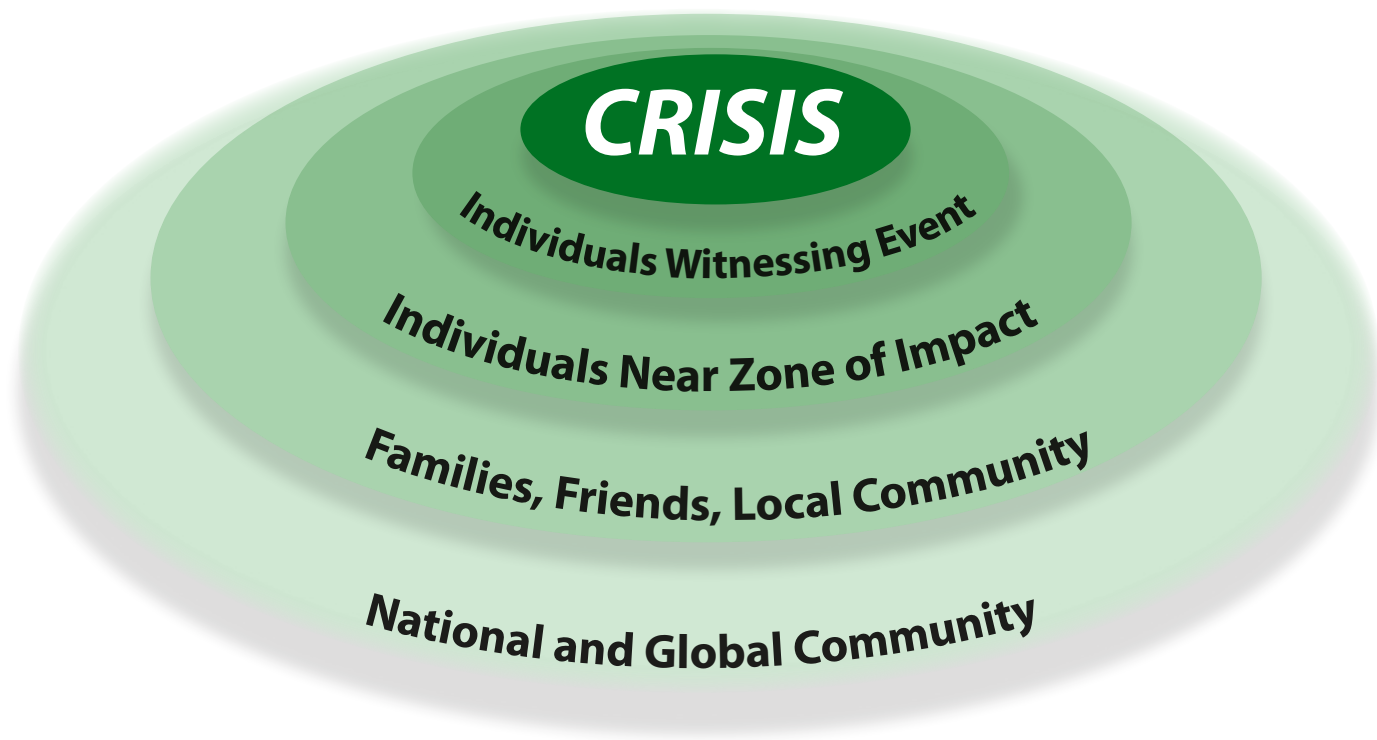 CRISIS
Individuals Witnessing Event
Individuals Near Zone of Impact
Families, Friends, Local Community
National and Global Community